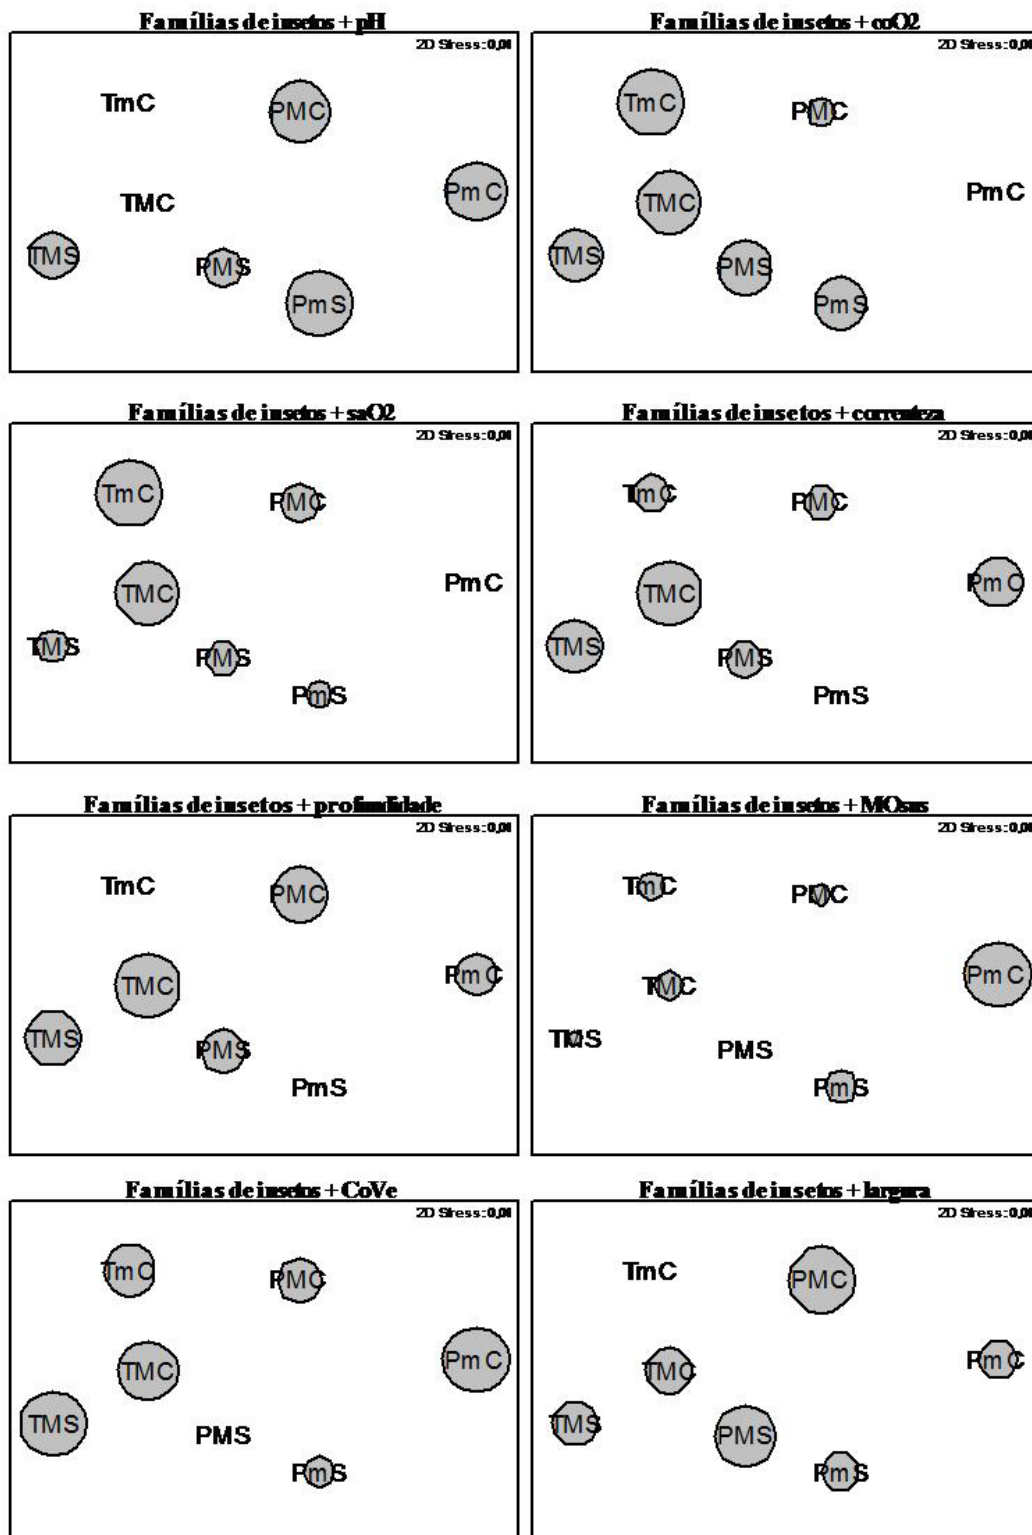 Famílias de insetos + pH
2D Stress: 0,01
TmC
PMC
PmC
TMC
TMS
PMS
PmS
Famílias de insetos + coO2
2D Stress: 0,01
TmC
PMC
PmC
TMC
TMS
PMS
PmS
Famílias de insetos + saO2
2D Stress: 0,01
TmC
PMC
PmC
TMC
TMS
PMS
PmS
Famílias de insetos + correnteza
2D Stress: 0,01
TmC
PMC
PmC
TMC
TMS
PMS
PmS
Famílias de insetos + profundidade
2D Stress: 0,01
TmC
PMC
PmC
TMC
TMS
PMS
PmS
Famílias de insetos + MOsus
2D Stress: 0,01
TmC
PMC
PmC
TMC
TMS
PMS
PmS
Famílias de insetos + CoVe
2D Stress: 0,01
TmC
PMC
PmC
TMC
TMS
PMS
PmS
Famílias de insetos + largura
2D Stress: 0,01
TmC
PMC
PmC
TMC
TMS
PMS
PmS